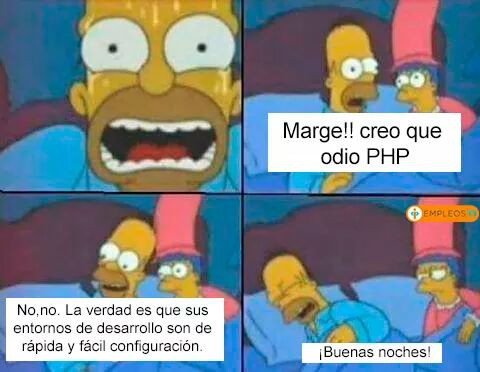 Marge!! creo que
odio PHP
EMPLEOS
No,no. La verdad es que sus
entornos de desarrollo son de
rápida y fácil configuración.
¡Buenas noches!